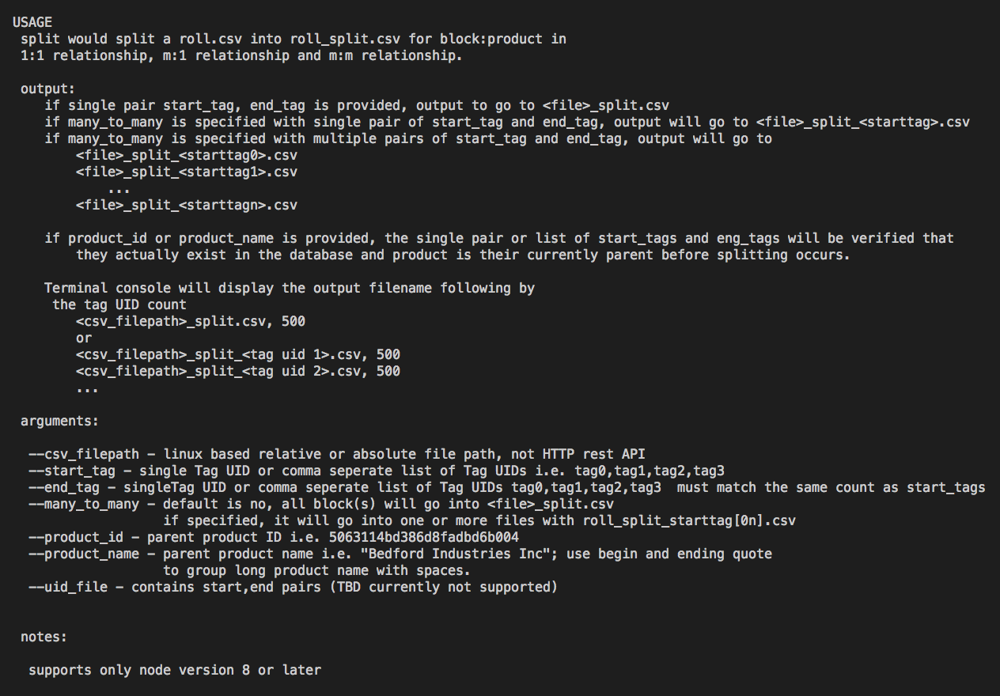 USAGE
split would split a roll.csv into roll_split.csv for block:product in
1:1 relationship, m:1 relationship and m:m relationship.
output:
if single pair start_tag, end_tag is provided, output to go to <file>_split.csv
if many_to_many is specified with single pair of start_tag and end_tag, output will go to <file>_split_<starttag>.csv
if many_to_many is specified with multiple pairs of start_tag and end_tag, output will go to
<file>_split_<starttag0>.csv
<file>_split_<starttag1>.csv
...
<file>_split_<starttagn>.csv
if product_id or product_name is provided, the single pair or list of start_tags and eng_tags will be verified that
they actually exist in the database and product is their currently parent before splitting occurs.
Terminal console will display the output filename following by
the tag UID count
<csv_filepath>_split.csv, 500
or
<csv_filepath>_split_<tag uid 1>.csv, 500
<csv_filepath>_split_<tag uid 2>.csv, 500
...
arguments:
--csv_filepath - linux based relative or absolute file path, not HTTP rest API
--start_tag - single Tag UID or comma seperate list of Tag UIDs i.e. tag0,tag1,tag2,tag3
--end_tag - singleTag UID or comma seperate list of Tag UIDs tag0,tag1,tag2,tag3  must match the same count as start_tags
--many_to_many - default is no, all block(s) will go into <file>_split.csv
if specified, it will go into one or more files with roll_split_starttag[0n].csv
--product_id - parent product ID i.e. 5063114bd386d8fadbd6b004
--product_name - parent product name i.e. "Bedford Industries Inc"; use begin and ending quote
to group long product name with spaces.
--uid_file - contains start,end pairs (TBD currently not supported)
notes:
supports only node version 8 or later